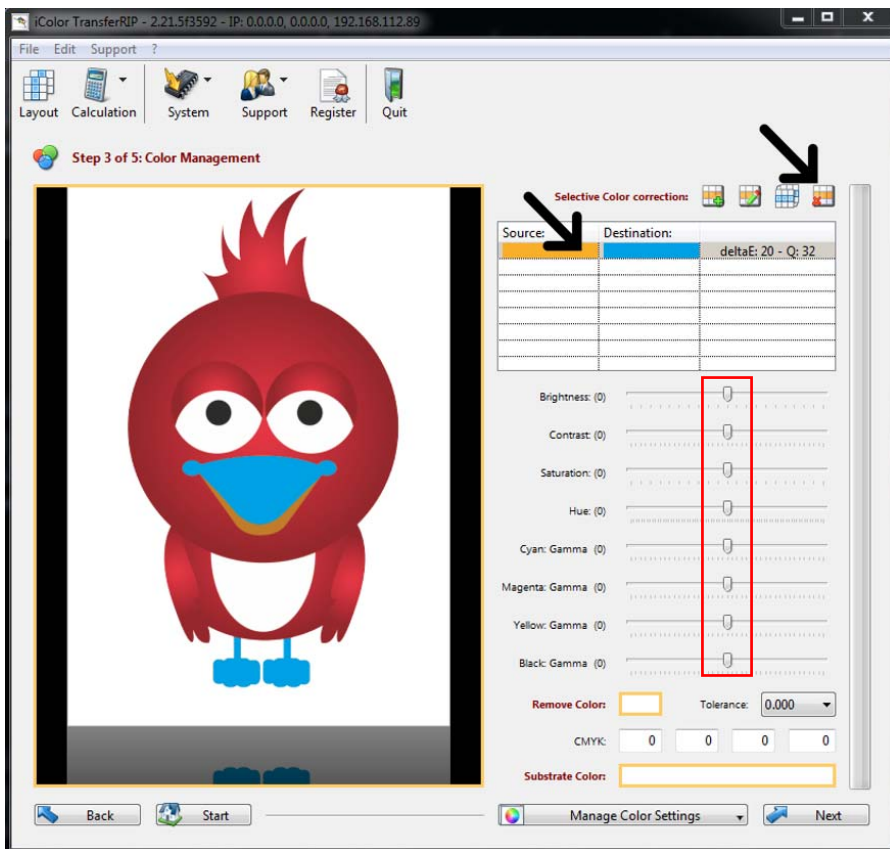 iColor TransferRIP - 2.21.5f3592 - IP: 0.0.0.0, 0.0.0.0, 192.168.112.89
File Edit Support ?
Layout Calculation System Support Register Quit
Step 3 of 5: Color Management
Selective Color correction:
Source: Destination:
deltaE: 20 - Q: 32
Brightness: (0)
Contrast: (0)
Saturation: (0)
Hue: (0)
Cyan: Gamma (0)
Magenta: Gamma (0)
Yellow: Gamma (0)
Black: Gamma (0)
Remove Color: Tolerance: 0.000
CMYK: 0 0 0 0
Substrate Color:
Back Start Manage Color Settings Next